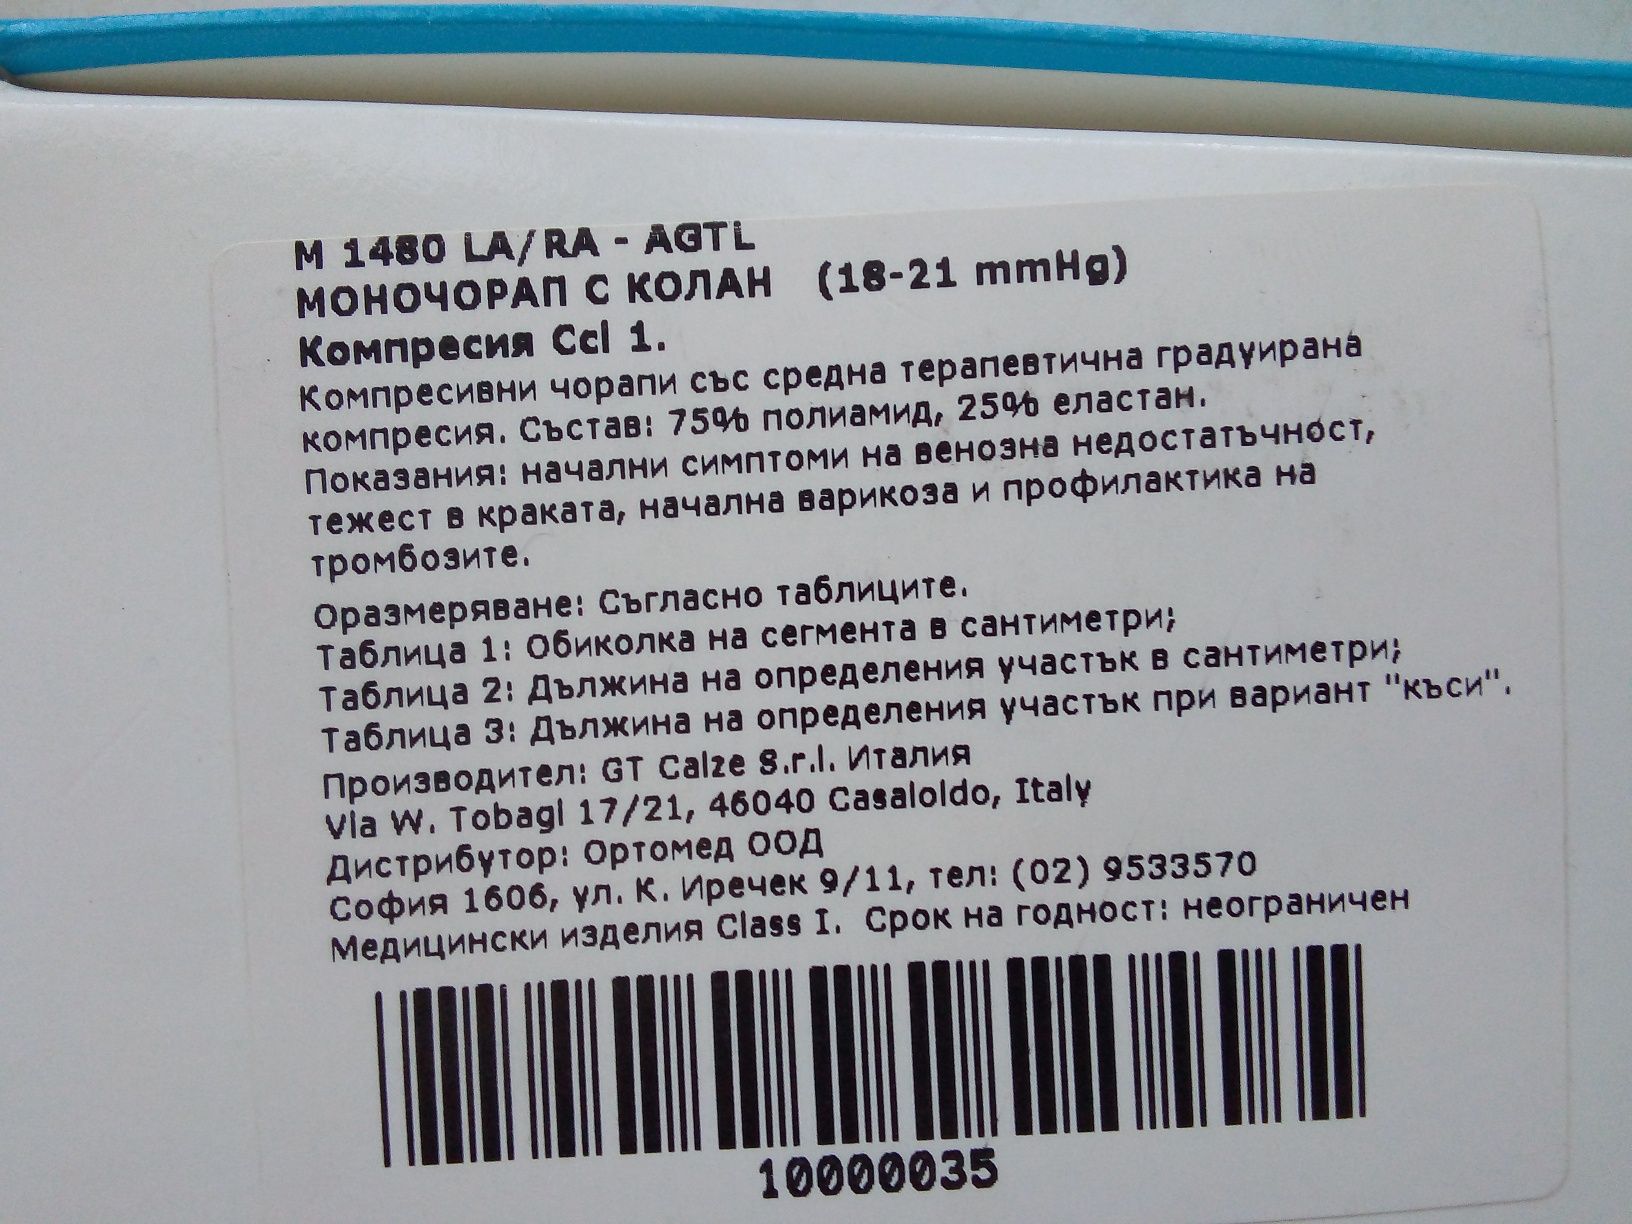 M 1480 LA/RA - AGTL
МОНОЧОРАП С КОЛАН (18-21 mmHg)
Компресия Ccl 1.
Компресивни чорапи със средна терапевтична градуирана
компресия. Състав: 75% полиамид, 25% еластан.
Показания: начални симптоми на венозна недостатъчност,
тежест в краката, начална варикоза и профилактика на
тромбозите.
Оразмеряване: Съгласно таблиците.
Таблица 1: Обиколка на сегмента в сантиметри;
Таблица 2: Дължина на определения участък в сантиметри;
Таблица 3: Дължина на определения участък при вариант "къси".
Производител: GT Calze S.r.l. Италия
Via W. Tobagi 17/21, 46040 Casaloldo, Italy
Дистрибутор: Ортомед ООД
София 1606, ул. К. Иречек 9/11, тел: (02) 9533570
Медицински изделия Class I. Срок на годност: неограничен
10000035